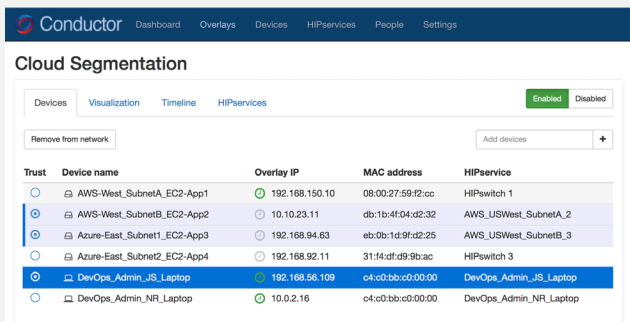 Conductor Dashboard Overlays Devices HIPservices People Settings
Cloud Segmentation
Devices Visualization Timeline HIPservices Enabled Disabled
Remove from network Add devices +
Trust Device name Overlay IP MAC address HIPservice
AWS-West_SubnetA_EC2-App1 192.168.150.10 08:00:27:59:f2:cc HIPswitch 1
AWS-West_SubnetB_EC2-App2 10.10.23.11 db:1b:4f:04:d2:32 AWS_USWest_SubnetA_2
Azure-East_Subnet1_EC2-App3 192.168.94.63 eb:0b:1d:9f:d2:25 AWS_USWest_SubnetB_3
Azure-East_Subnet2_EC2-App4 192.168.92.11 31:f4:df:d9:9b:ac HIPswitch 3
DevOps_Admin_JS_Laptop 192.168.56.109 c4:c0:bb:c0:00:00 DevOps_Admin_JS_Laptop
DevOps_Admin_NR_Laptop 10.0.2.16 c4:c0:bb:c0:00:00 DevOps_Admin_NR_Laptop